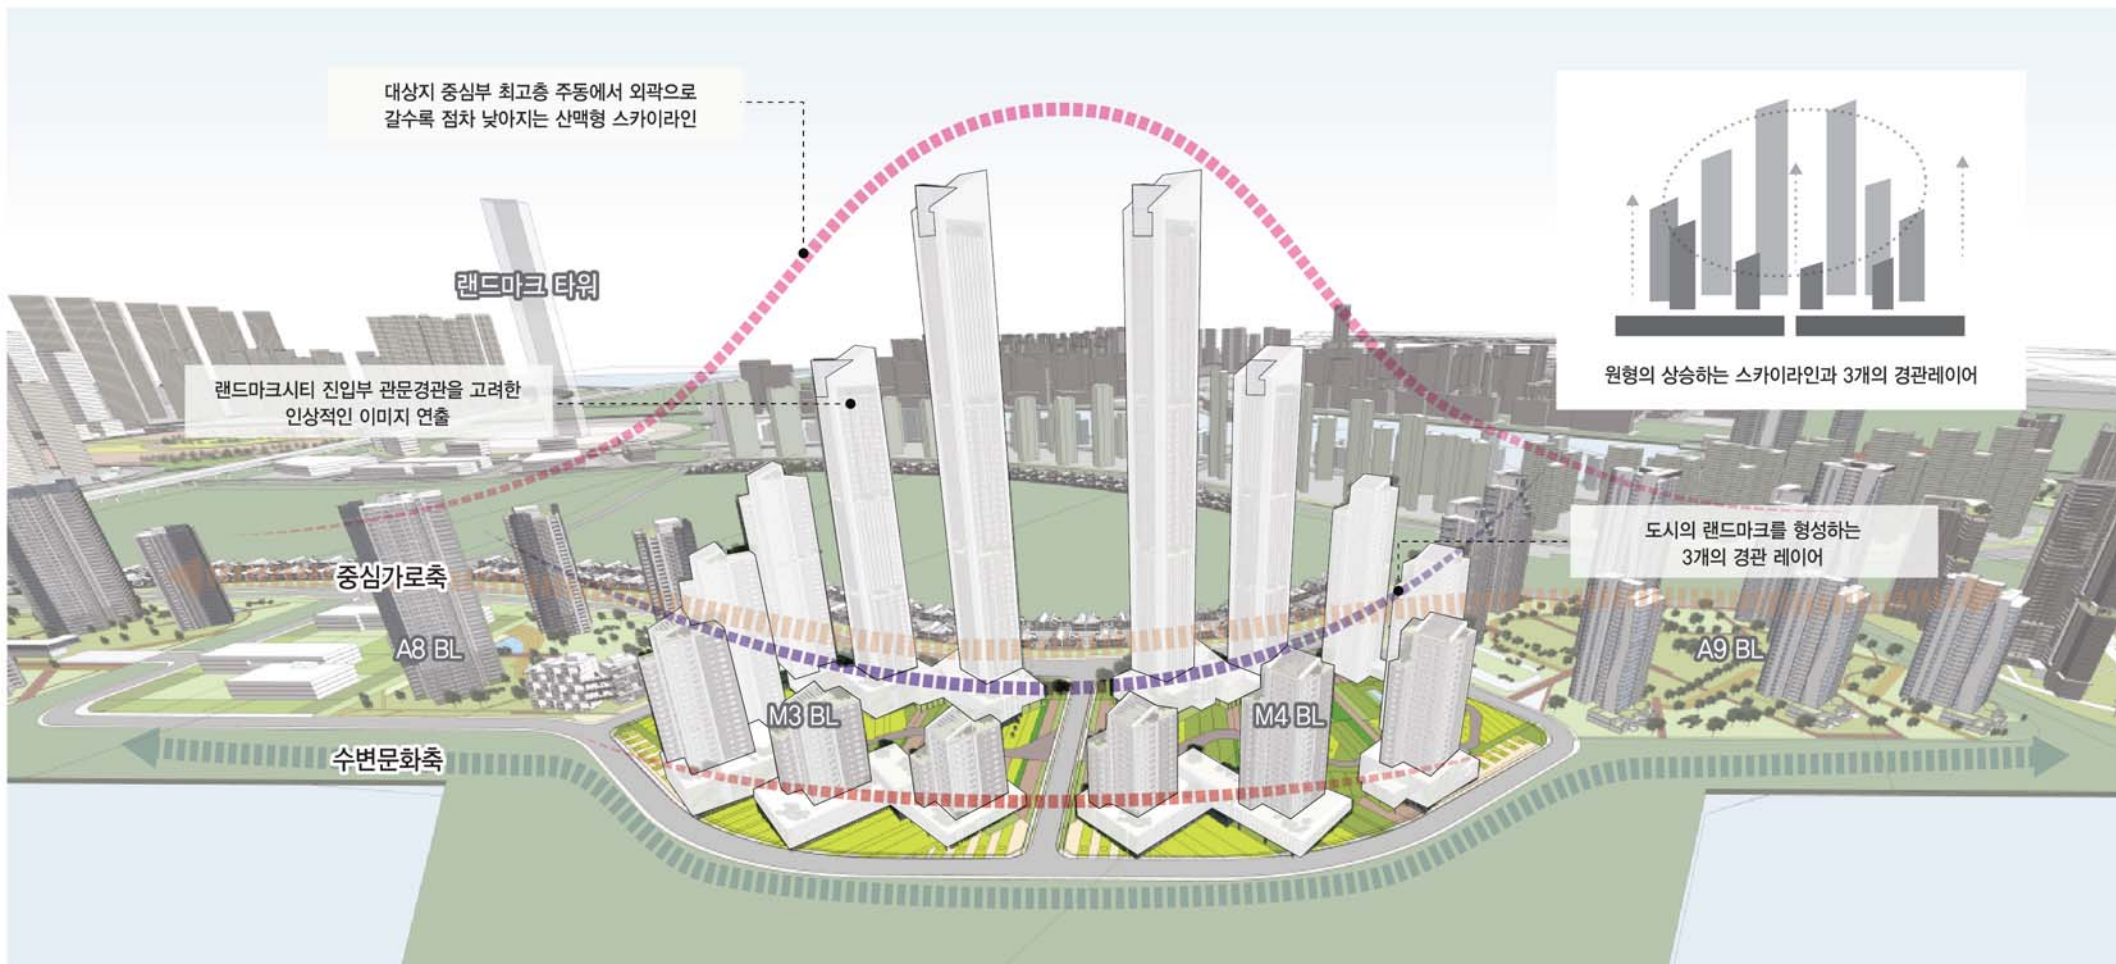 대상지 중심부 최고층 주동에서 외곽으로
갈수록 점차 낮아지는 산맥형 스카이라인
랜드마크 타워
랜드마크시티 진입부 관문경관을 고려한
인상적인 이미지 연출
원형의 상승하는 스카이라인과 3개의 경관레이어
도시의 랜드마크를 형성하는
3개의 경관 레이어
중심가로축
A8 BL
A9 BL
M3 BL
M4 BL
수변문화축